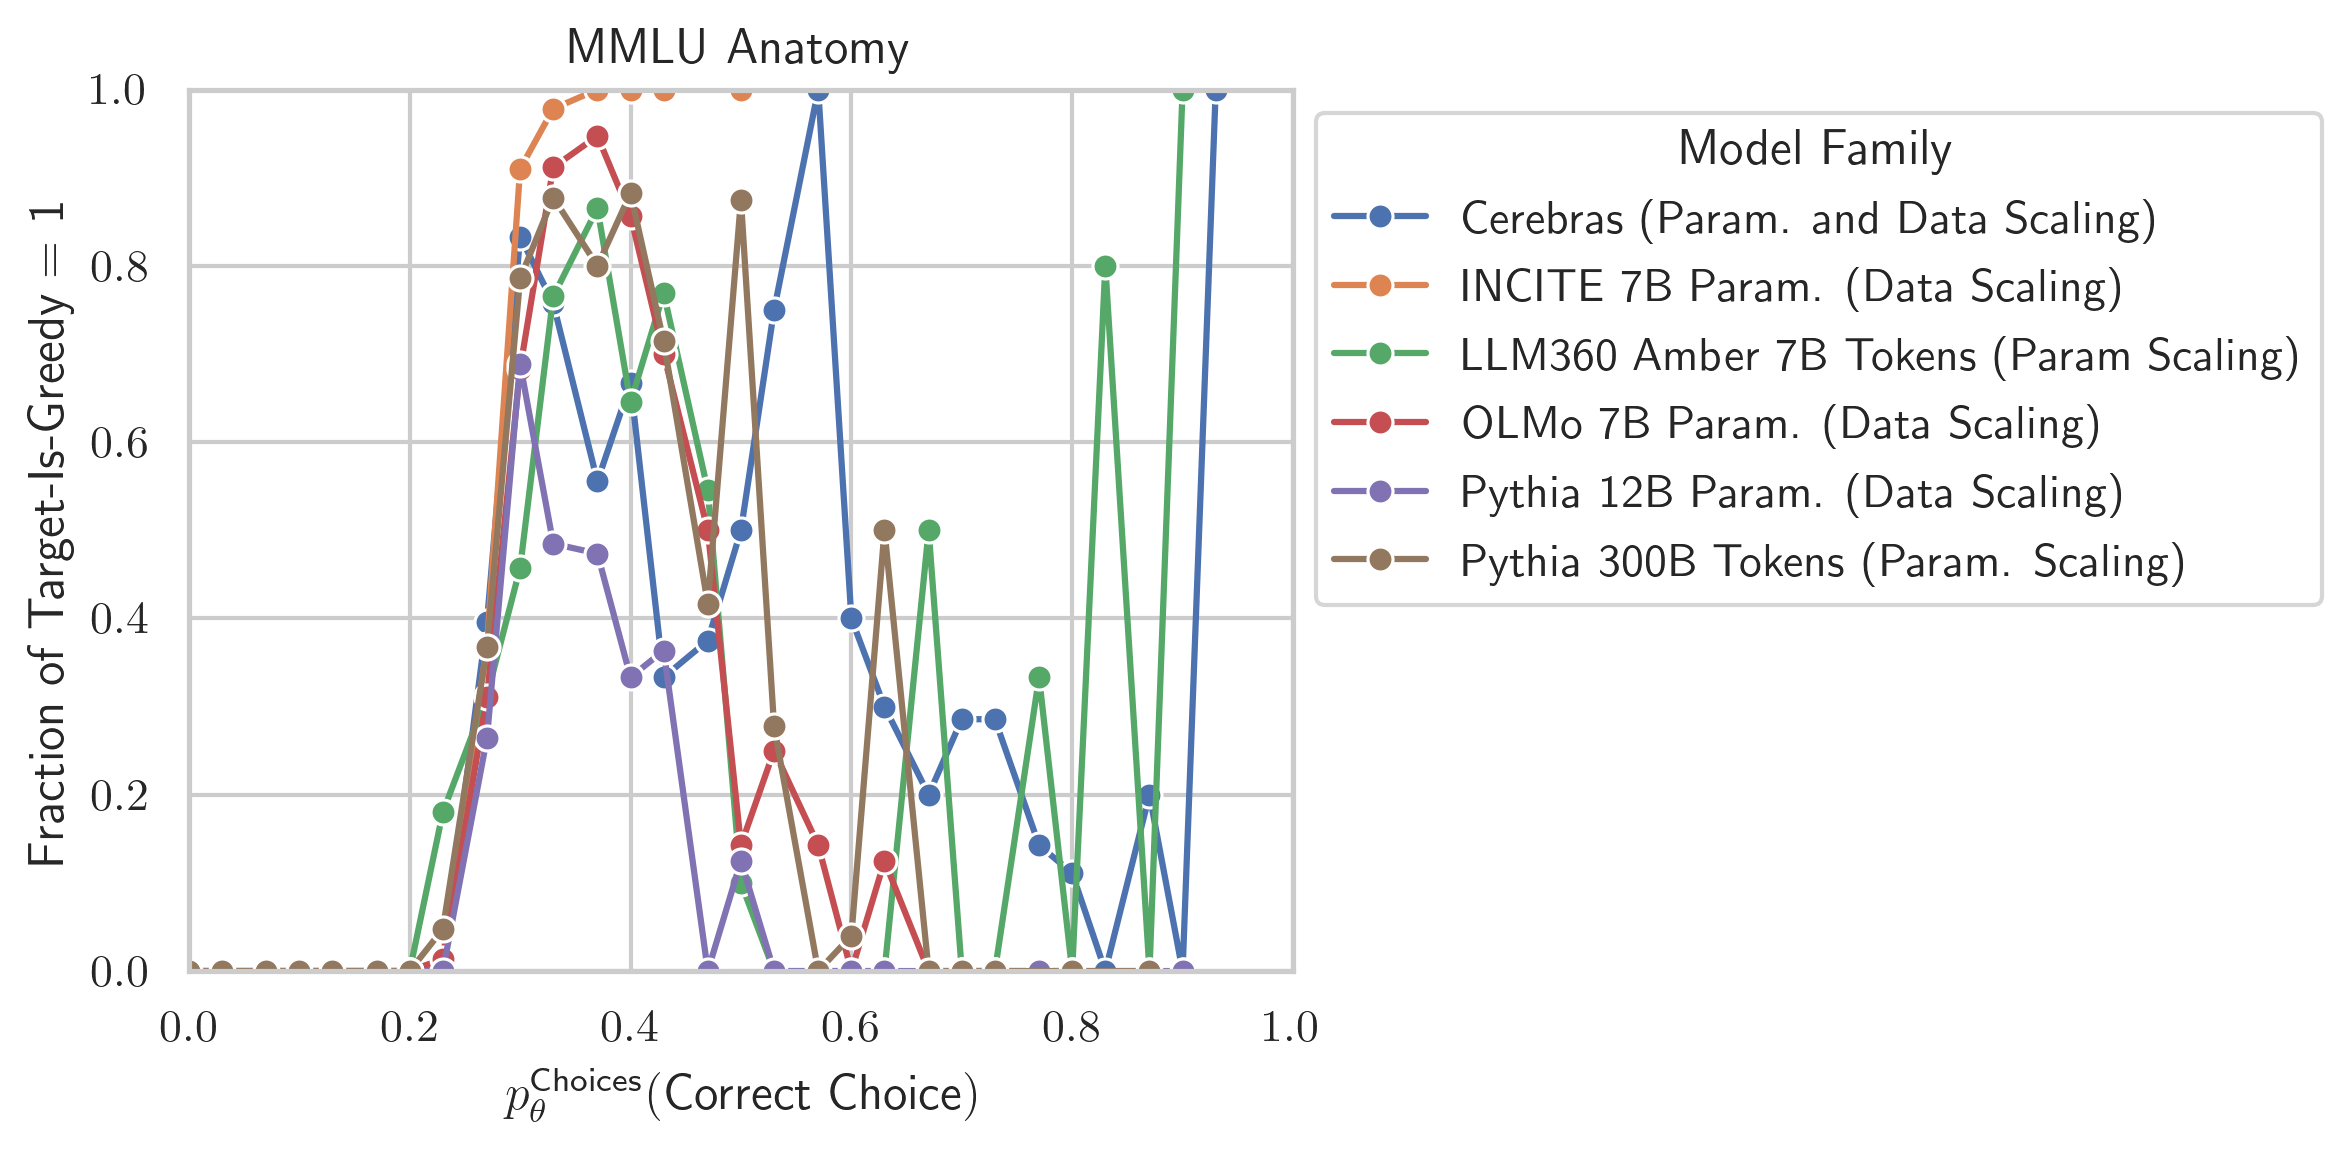 MMLU Anatomy
Fraction of Target-Is-Greedy = 1
1.0
0.8
0.6
0.4
0.2
0.0
0.0 0.2 0.4 0.6 0.8 1.0
p_θ^Choices(Correct Choice)
Model Family
Cerebras (Param. and Data Scaling)
INCITE 7B Param. (Data Scaling)
LLM360 Amber 7B Tokens (Param Scaling)
OLMo 7B Param. (Data Scaling)
Pythia 12B Param. (Data Scaling)
Pythia 300B Tokens (Param. Scaling)